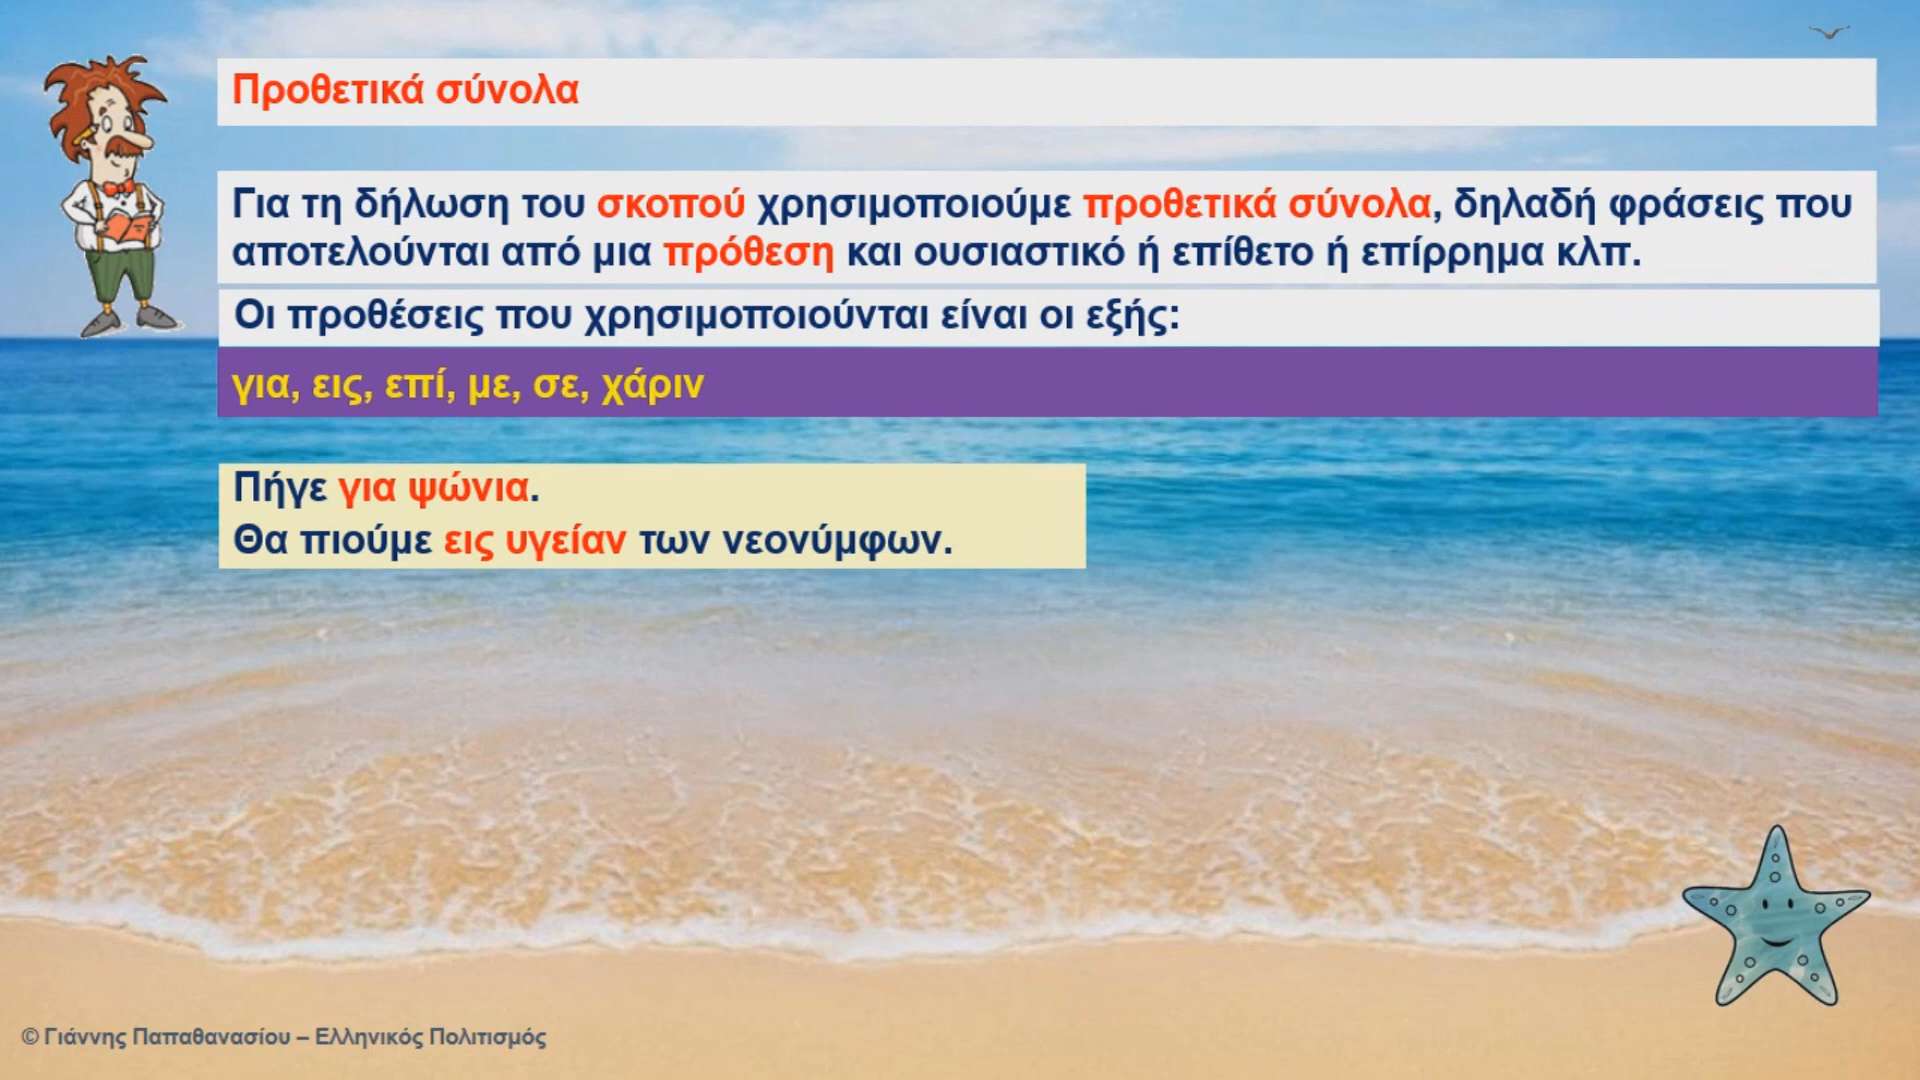 Προθετικά σύνολα
Για τη δήλωση του σκοπού χρησιμοποιούμε προθετικά σύνολα, δηλαδή φράσεις που
αποτελούνται από μια πρόθεση και ουσιαστικό ή επίθετο ή επίρρημα κλπ.
Οι προθέσεις που χρησιμοποιούνται είναι οι εξής:
για, εις, επί, με, σε, χάριν
Πήγε για ψώνια.
Θα πιούμε εις υγείαν των νεονύμφων.
© Γιάννης Παπαθανασίου – Ελληνικός Πολιτισμός